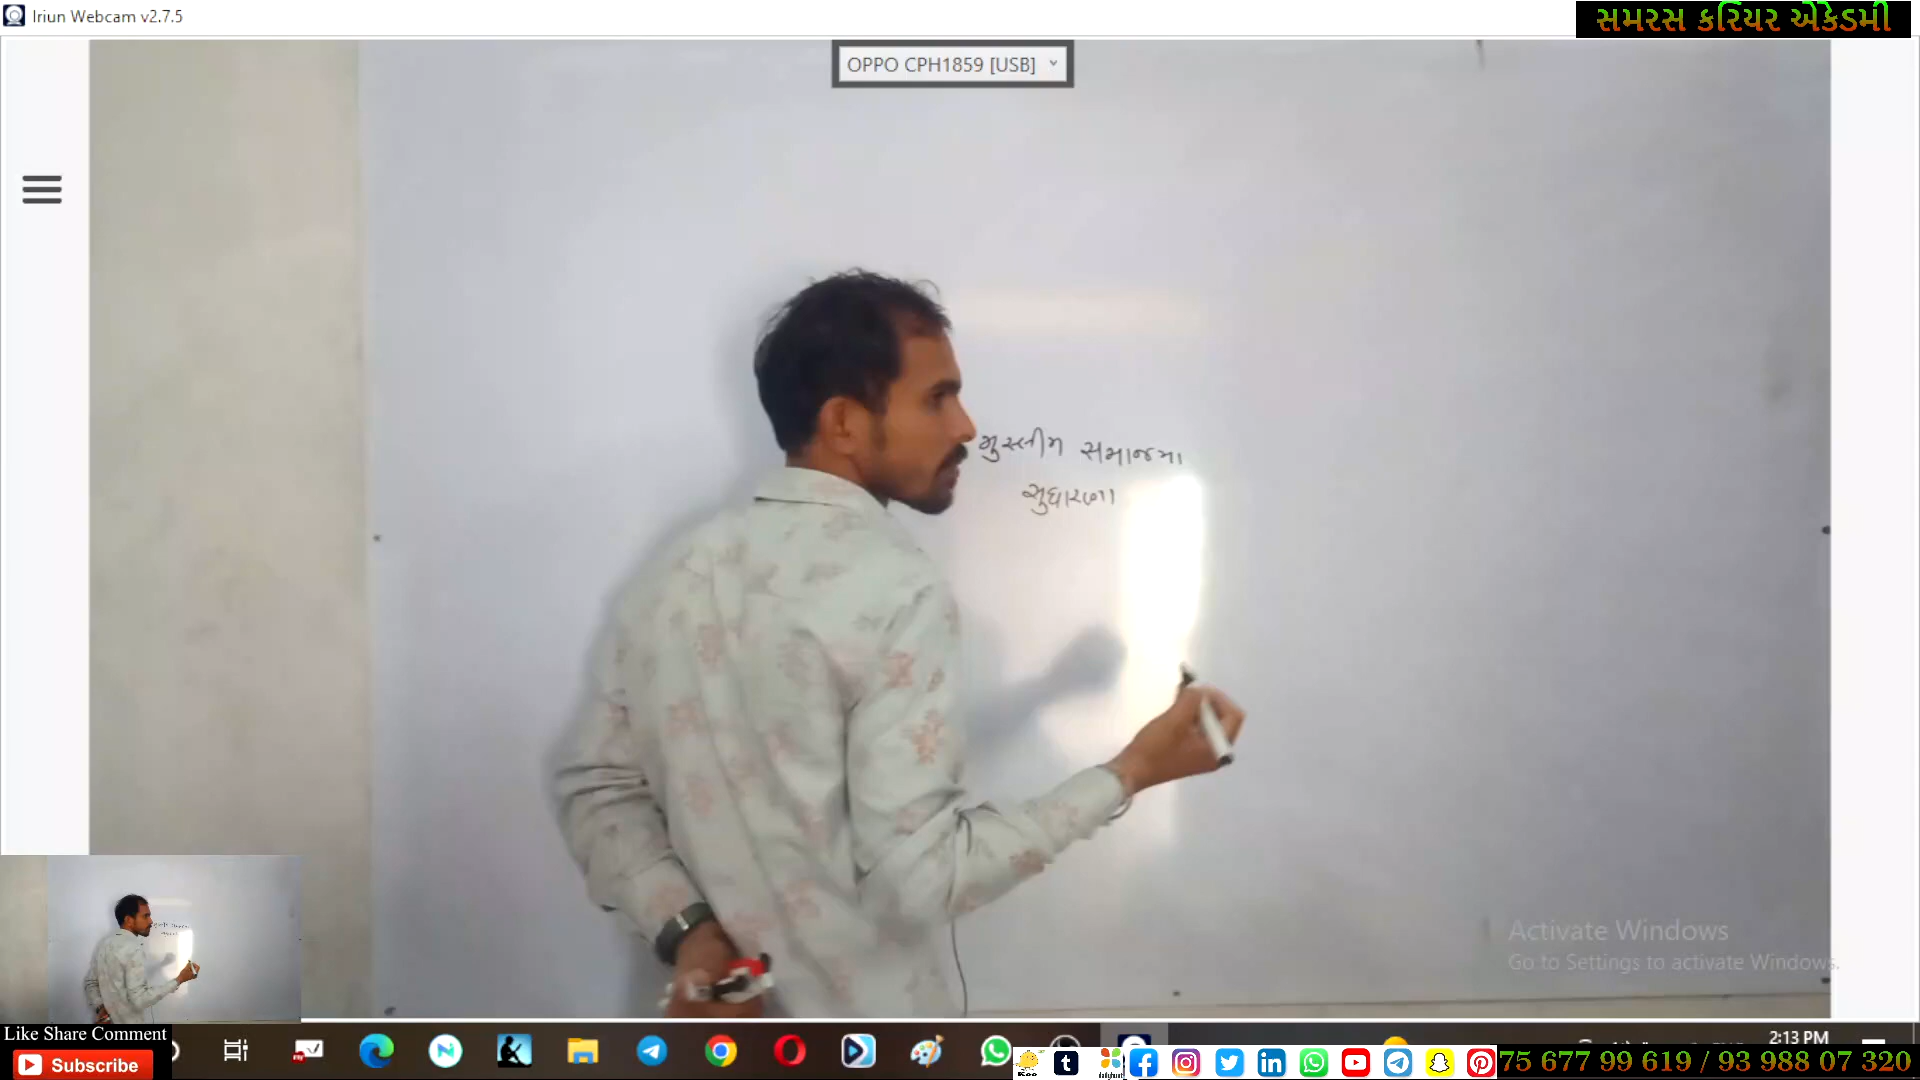 Iriun Webcam v2.7.5
સમરસ કરિયર એકેડમી
OPPO CPH1859 [USB]
મુસ્લીમ સમાજમા
સુધારણા
Activate Windows
Go to Settings to activate Windows.
Like Share Comment
Subscribe
2:13 PM
75 677 99 619 / 93 988 07 320